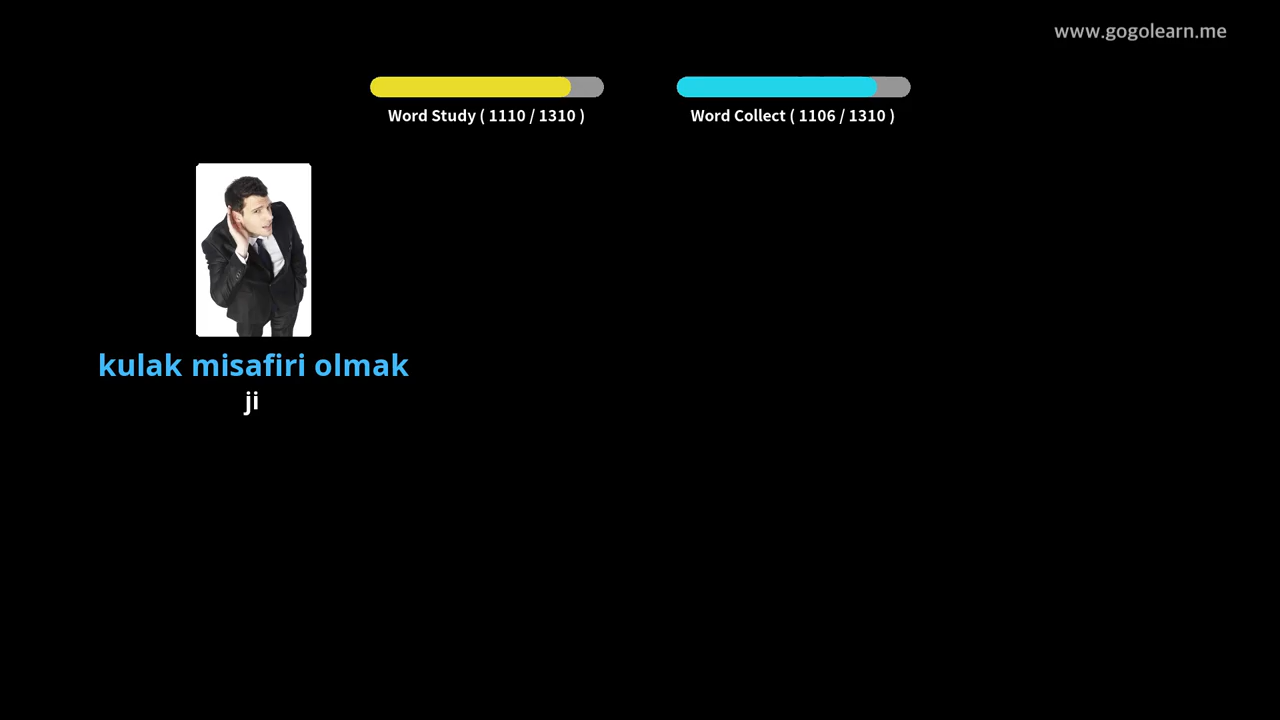 www.gogolearn.me
Word Study ( 1110 / 1310 )
Word Collect ( 1106 / 1310 )
kulak misafiri olmak
ji